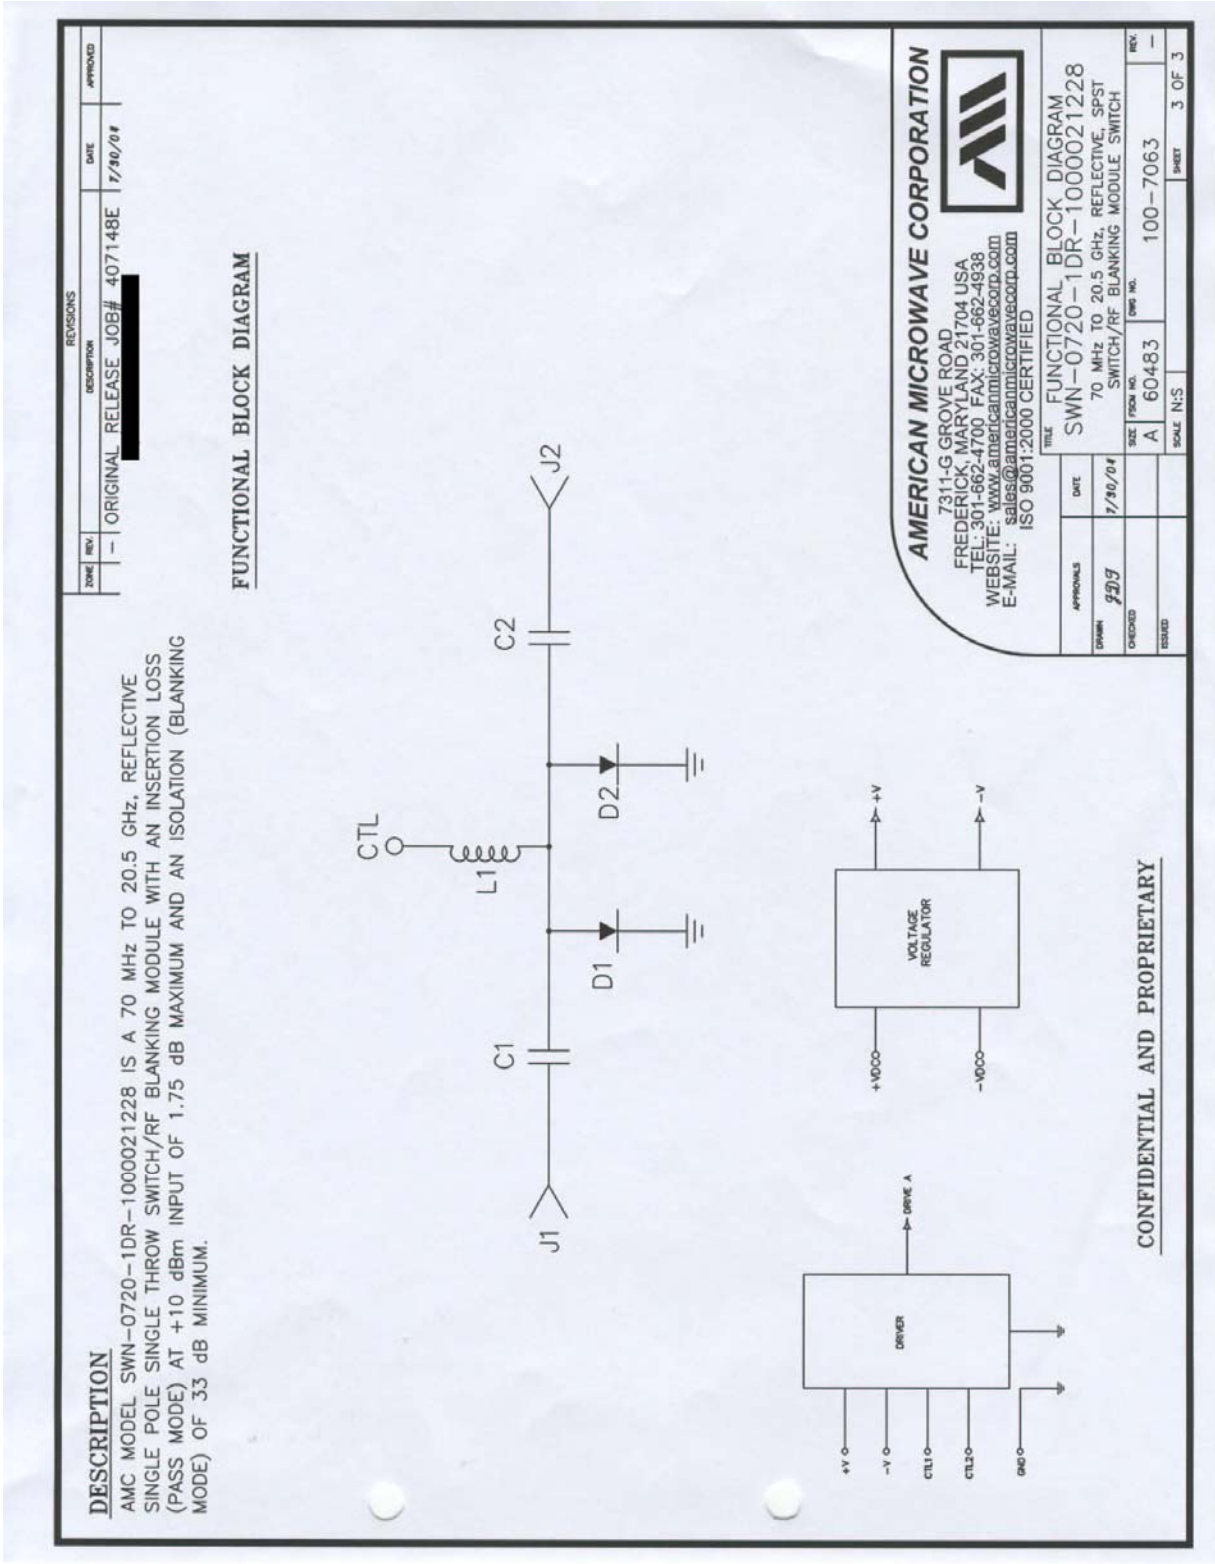 REVISIONS
ZONE REV. DESCRIPTION DATE APPROVED
- ORIGINAL RELEASE JOB# 407148E 7/30/04
DESCRIPTION
AMC MODEL SWN-0720-1DR-1000021228 IS A 70 MHz TO 20.5 GHz, REFLECTIVE
SINGLE POLE SINGLE THROW SWITCH/RF BLANKING MODULE WITH AN INSERTION LOSS
(PASS MODE) AT +10 dBm INPUT OF 1.75 dB MAXIMUM AND AN ISOLATION (BLANKING
MODE) OF 33 dB MINIMUM.
FUNCTIONAL BLOCK DIAGRAM
CTL
L1
J1
C1
C2
J2
D1
D2
+V
-V
CTL1
CTL2
GND
DRIVER
DRIVE A
+VDCO
-VDCO
VOLTAGE
REGULATOR
+V
-V
CONFIDENTIAL AND PROPRIETARY
AMERICAN MICROWAVE CORPORATION
7311-G GROVE ROAD
FREDERICK, MARYLAND 21704 USA
TEL: 301-662-4700 FAX: 301-662-4938
WEBSITE: www.americanmicrowavecorp.com
E-MAIL: sales@americanmicrowavecorp.com
ISO 9001:2000 CERTIFIED
APPROVALS DATE
DRAWN JDJ 7/30/04
CHECKED
ISSUED
TITLE
FUNCTIONAL BLOCK DIAGRAM
SWN-0720-1DR-1000021228
70 MHz TO 20.5 GHz, REFLECTIVE, SPST
SWITCH/RF BLANKING MODULE SWITCH
SIZE FSCM NO. DWG NO. REV.
A 60483 100-7063 -
SCALE N:S SHEET 3 OF 3